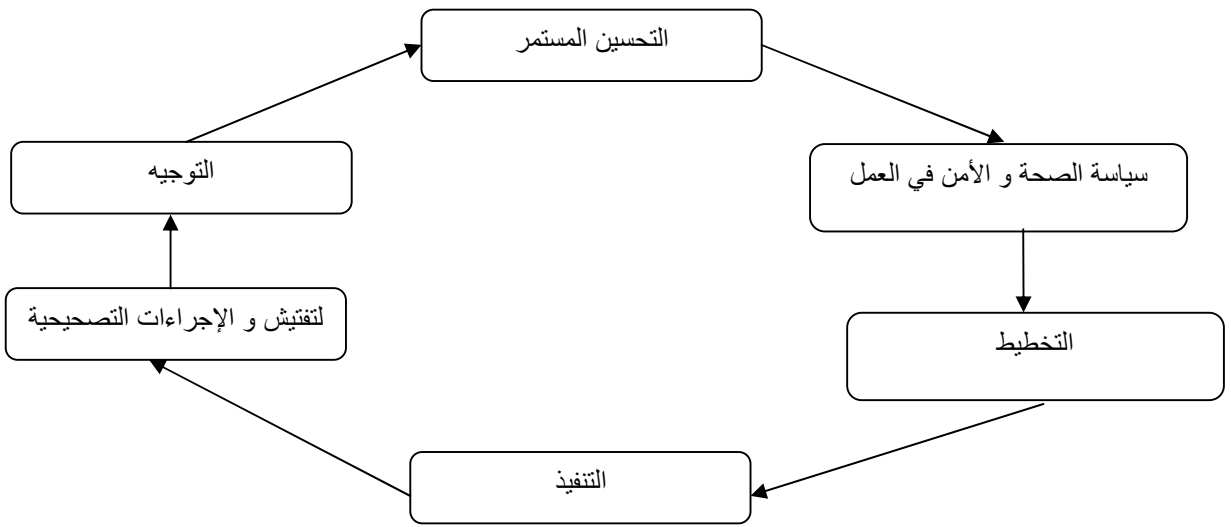 التحسين المستمر
سياسة الصحة و الأمن في العمل
التوجيه
لتفتيش و الإجراءات التصحيحية
التخطيط
التنفيذ